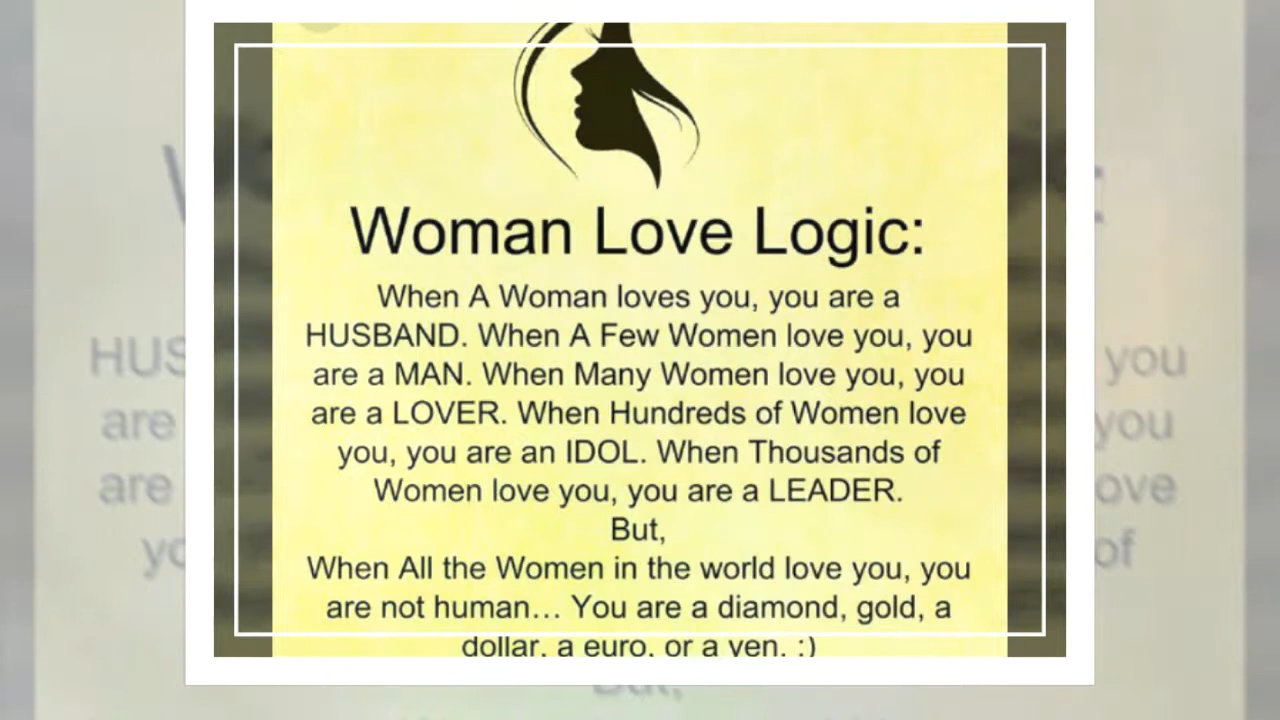 Woman Love Logic:
When A Woman loves you, you are a
HUSBAND. When A Few Women love you, you
are a MAN. When Many Women love you, you
are a LOVER. When Hundreds of Women love
you, you are an IDOL. When Thousands of
Women love you, you are a LEADER.
But,
When All the Women in the world love you, you
are not human... You are a diamond, gold, a
dollar, a euro, or a yen. :)